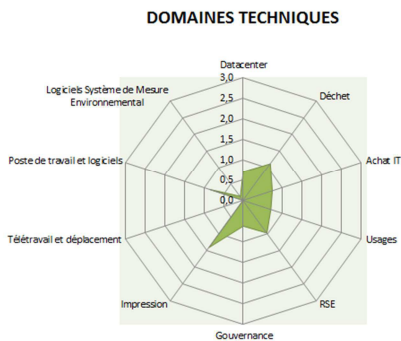 DOMAINES TECHNIQUES
Datacenter
3,0
Logiciels Système de Mesure
Environnemental
Déchet
2,5
2,0
1,5
Poste de travail et logiciels
1,0
Achat IT
0,5
0,0
Télétravail et déplacement
Usages
Impression
RSE
Gouvernance